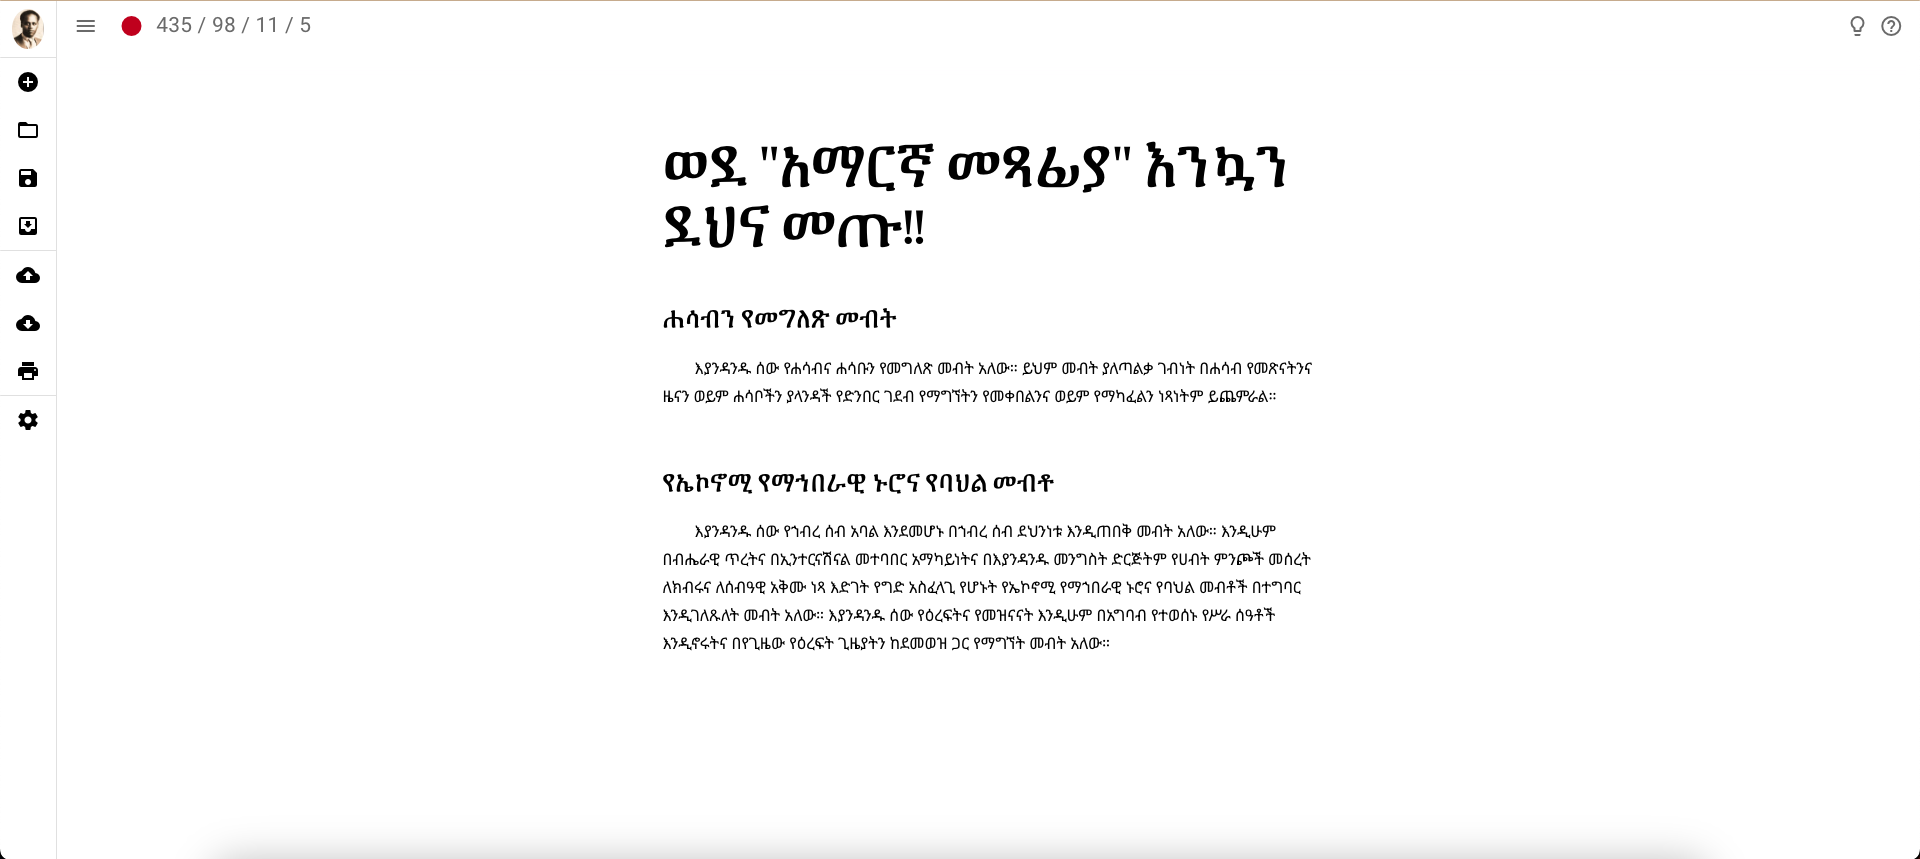 435 / 98 / 11 / 5
ወደ "አማርኛ መጻፊያ" እንኳን
ደህና መጡ‼
ሐሳብን የመግለጽ መብት
እያንዳንዱ ሰው የሐሳብና ሐሳቡን የመግለጽ መብት አለው። ይህም መብት ያለጣልቃ ገብነት በሐሳብ የመጽናትንና
ዜናን ወይም ሐሳቦችን ያላንዳች የድንበር ገደብ የማግኘትን የመቀበልንና ወይም የማካፈልን ነጻነትም ይጨምራል።
የኤኮኖሚ የማኅበራዊ ኑሮና የባህል መብቶ
እያንዳንዱ ሰው የኀብረ ሰብ አባል እንደመሆኑ በኀብረ ሰብ ደህንነቱ እንዲጠበቅ መብት አለው። እንዲሁም
በብሔራዊ ጥረትና በኢንተርናሽናል መተባበር አማካይነትና በእያንዳንዱ መንግስት ድርጅትም የሀብት ምንጮች መሰረት
ለክብሩና ለሰብዓዊ አቅሙ ነጻ እድገት የግድ አስፈላጊ የሆኑት የኤኮኖሚ የማኅበራዊ ኑሮና የባህል መብቶች በተግባር
እንዲገለጹለት መብት አለው። እያንዳንዱ ሰው የዕረፍትና የመዝናናት እንዲሁም በአግባብ የተወሰኑ የሥራ ሰዓቶች
እንዲኖሩትና በየጊዜው የዕረፍት ጊዜያትን ከደመወዝ ጋር የማግኘት መብት አለው።